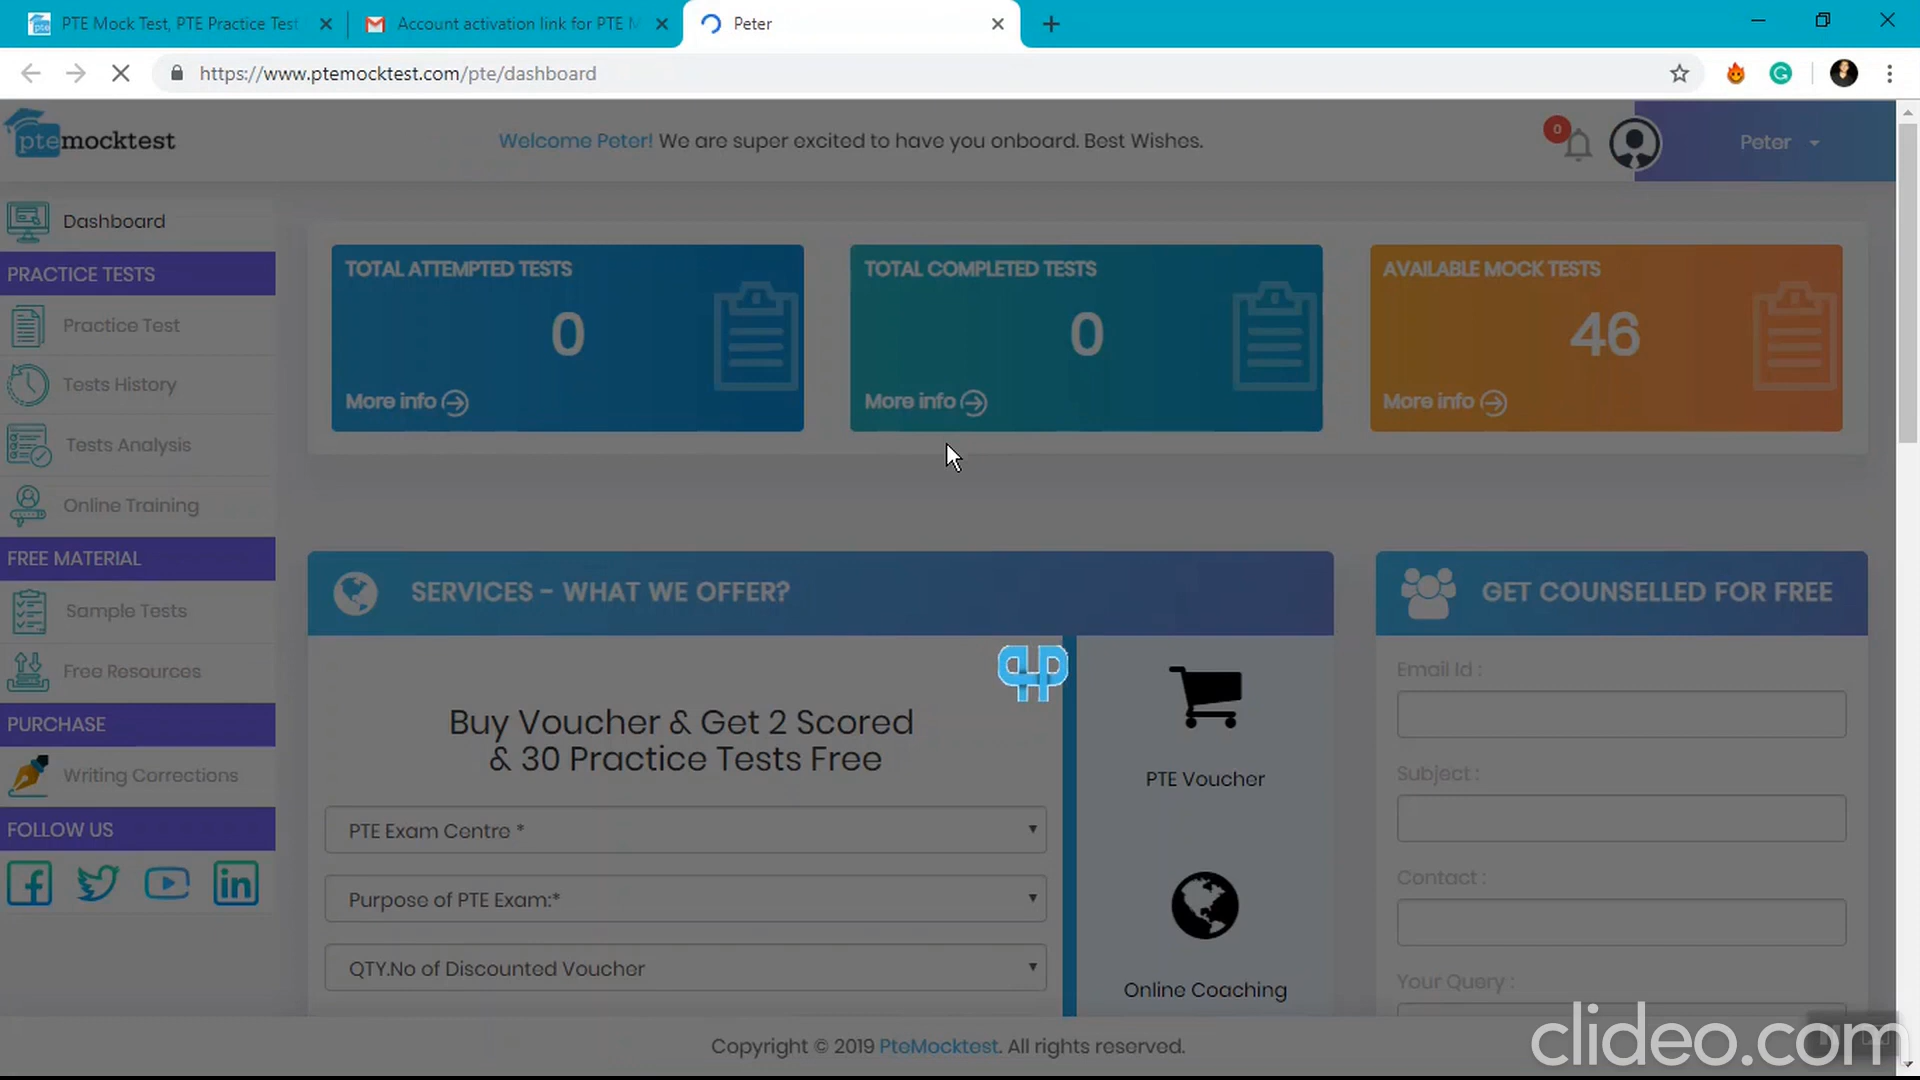 PTE Mock Test, PTE Practice Test
Account activation link for PTE M
Peter
https://www.ptemocktest.com/pte/dashboard
ptemocktest
Welcome Peter! We are super excited to have you onboard. Best Wishes.
0
Peter
Dashboard
PRACTICE TESTS
Practice Test
Tests History
Tests Analysis
Online Training
FREE MATERIAL
Sample Tests
Free Resources
PURCHASE
Writing Corrections
FOLLOW US
TOTAL ATTEMPTED TESTS
0
More info
TOTAL COMPLETED TESTS
0
More info
AVAILABLE MOCK TESTS
46
More info
SERVICES - WHAT WE OFFER?
Buy Voucher & Get 2 Scored
& 30 Practice Tests Free
PTE Exam Centre *
Purpose of PTE Exam:*
QTY.No of Discounted Voucher
PTE Voucher
Online Coaching
GET COUNSELLED FOR FREE
Email Id :
Subject :
Contact :
Your Query :
Copyright © 2019 PteMocktest. All rights reserved.
clideo.com